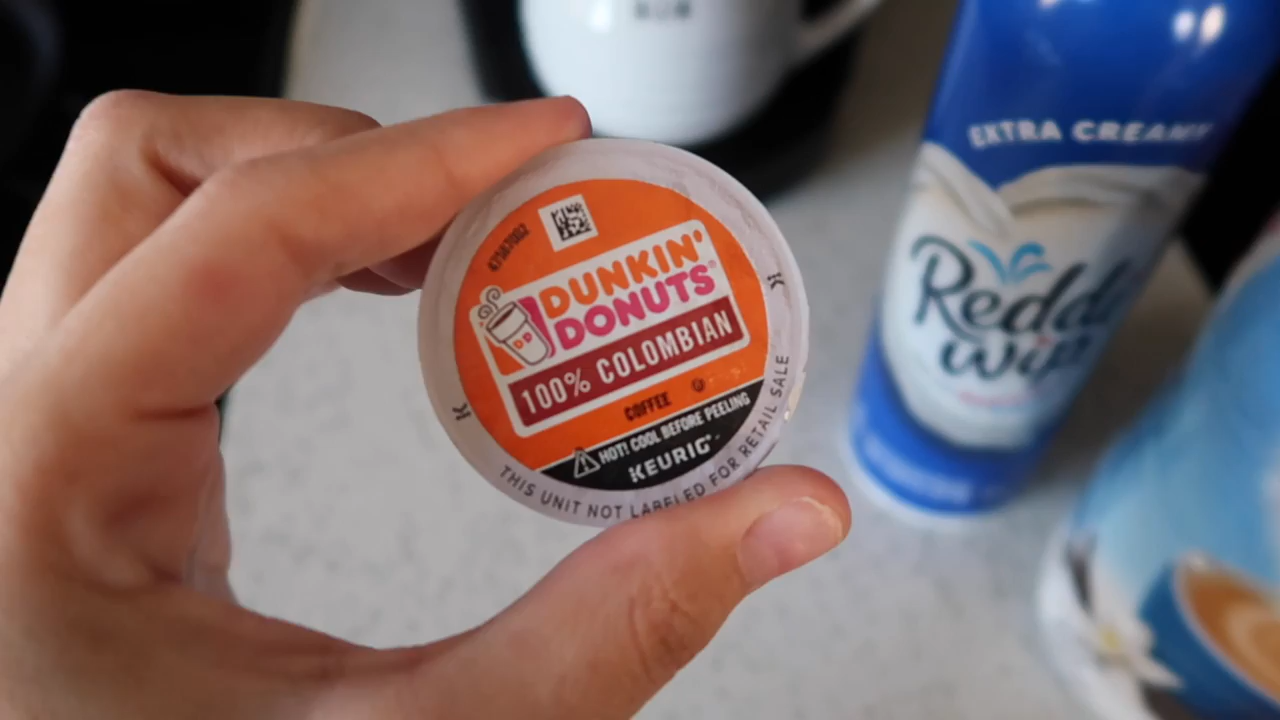 DUNKIN'
DONUTS®
100% COLOMBIAN
COFFEE
HOT! COOL BEFORE PEELING
KEURIG
THIS UNIT NOT LABELED FOR RETAIL SALE
EXTRA CREAMY
Reddi
wip